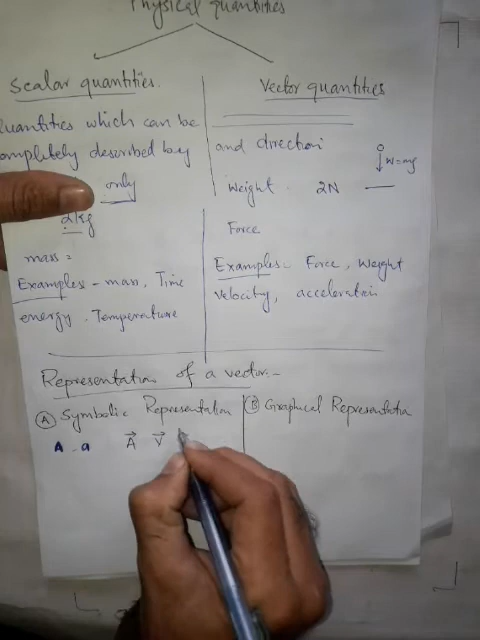 Physical quantities
Scalar quantities.
Quantities which can be
completely described by
only
2kg
mass =
Examples - mass, Time
energy. Temperature
Vector quantities
and direction
Weight 2N
W=mg
Force
Examples - Force, Weight
Velocity, acceleration
Representation of a vector:-
A Symbolic Representation
A - a A⃗ V⃗
B Graphical Representation